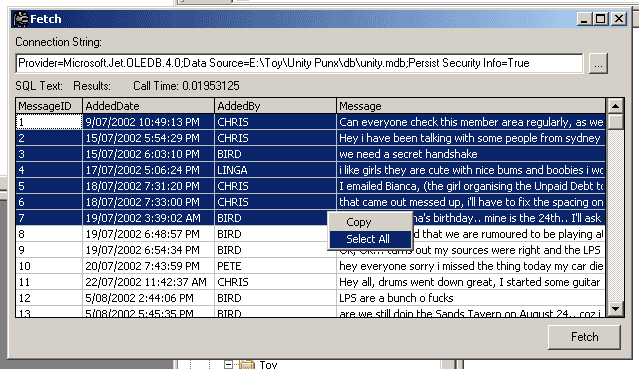 Fetch
Connection String:
Provider=Microsoft.Jet.OLEDB.4.0;Data Source=E:\Toy\Unity Punx\db\unity.mdb;Persist Security Info=True
...
SQL Text: Results: Call Time: 0.01953125
MessageID AddedDate AddedBy Message
1 9/07/2002 10:49:13 PM CHRIS Can everyone check this member area regularly, as we
2 15/07/2002 5:54:29 PM CHRIS Hey i have been talking with some people from sydney
3 15/07/2002 6:03:10 PM BIRD we need a secret handshake
4 17/07/2002 5:06:24 PM LINGA i like girls they are cute with nice bums and boobies i wo
5 18/07/2002 7:31:20 PM CHRIS I emailed Bianca, (the girl organising the Unpaid Debt to
6 18/07/2002 7:33:00 PM CHRIS that came out messed up, i'll have to fix the spacing on
7 19/07/2002 3:39:02 AM BIRD na's birthday.. mine is the 24th.. I'll ask
Copy
8 19/07/2002 6:48:57 PM BIRD d that we are rumoured to be playing al
Select All
9 19/07/2002 6:54:34 PM BIRD OK, OK... turns out my sources were right and the LPS
10 20/07/2002 7:43:59 PM PETE hey everyone sorry i missed the thing today my car die
11 22/07/2002 11:42:37 AM CHRIS Hey all, drums went down great, I started some guitar
12 5/08/2002 2:44:06 PM BIRD LPS are a bunch o fucks
13 5/08/2002 5:45:35 PM BIRD are we still doin the Sands Tavern on August 24.. coz i
Fetch
Toy